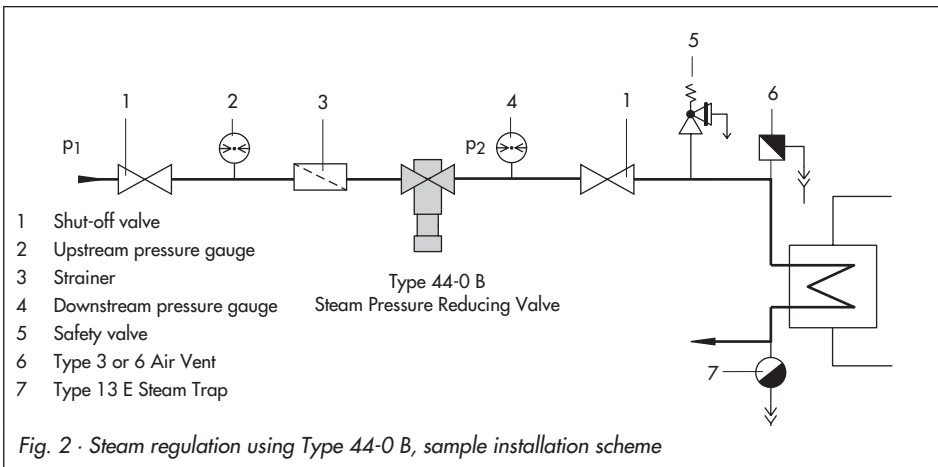 5
6
1
2
3
4
1
p1
p2
1 Shut-off valve
2 Upstream pressure gauge
3 Strainer
4 Downstream pressure gauge
5 Safety valve
6 Type 3 or 6 Air Vent
7 Type 13 E Steam Trap
Type 44-0 B
Steam Pressure Reducing Valve
7
Fig. 2 · Steam regulation using Type 44-0 B, sample installation scheme